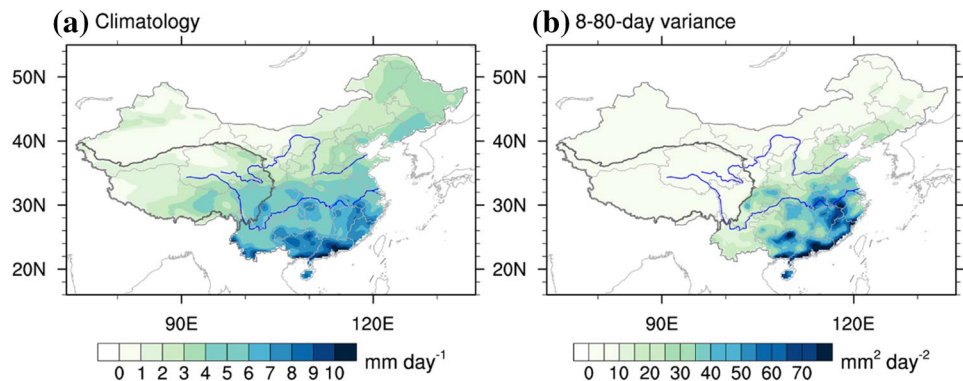 (a) Climatology
50N
40N
30N
20N
90E 120E
0 1 2 3 4 5 6 7 8 9 10 mm day⁻¹
(b) 8-80-day variance
50N
40N
30N
20N
90E 120E
0 10 20 30 40 50 60 70 mm² day⁻²